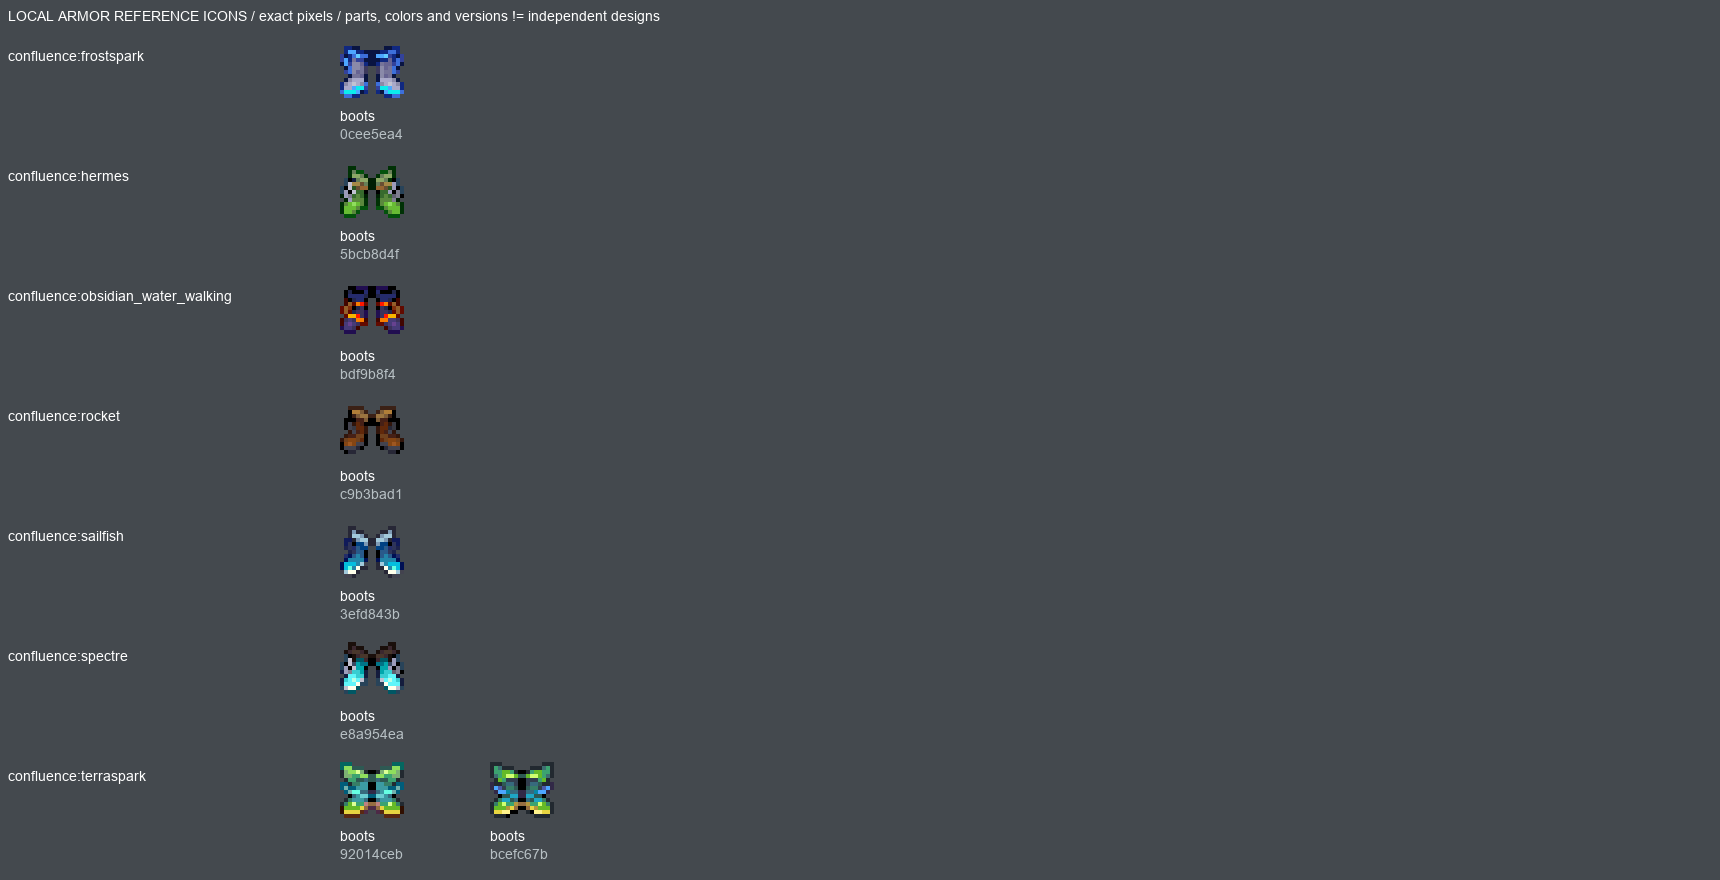 LOCAL ARMOR REFERENCE ICONS / exact pixels / parts, colors and versions != independent designs
confluence:frostspark
boots
0cee5ea4
confluence:hermes
boots
5bcb8d4f
confluence:obsidian_water_walking
boots
bdf9b8f4
confluence:rocket
boots
c9b3bad1
confluence:sailfish
boots
3efd843b
confluence:spectre
boots
e8a954ea
confluence:terraspark
boots boots
92014ceb bcefc67b